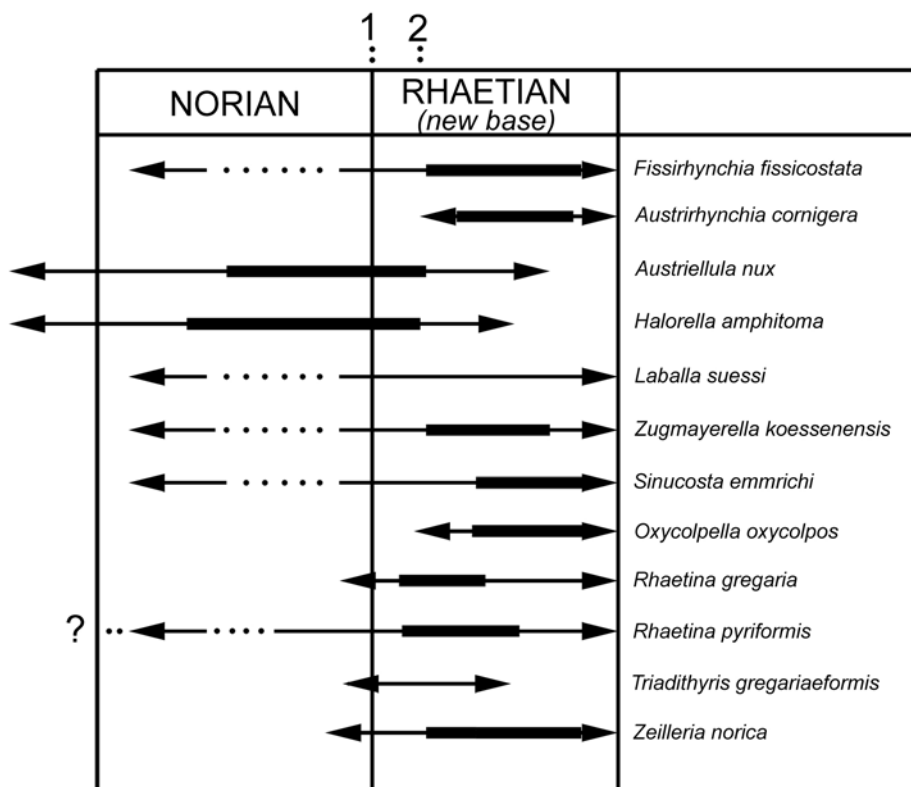 1 2
NORIAN
RHAETIAN
(new base)
Fissirhynchia fissicostata
Austrirhynchia cornigera
Austriellula nux
Halorella amphitoma
Laballa suessi
Zugmayerella koessenensis
Sinucosta emmrichi
Oxycolpella oxycolpos
Rhaetina gregaria
? Rhaetina pyriformis
Triadithyris gregariaeformis
Zeilleria norica